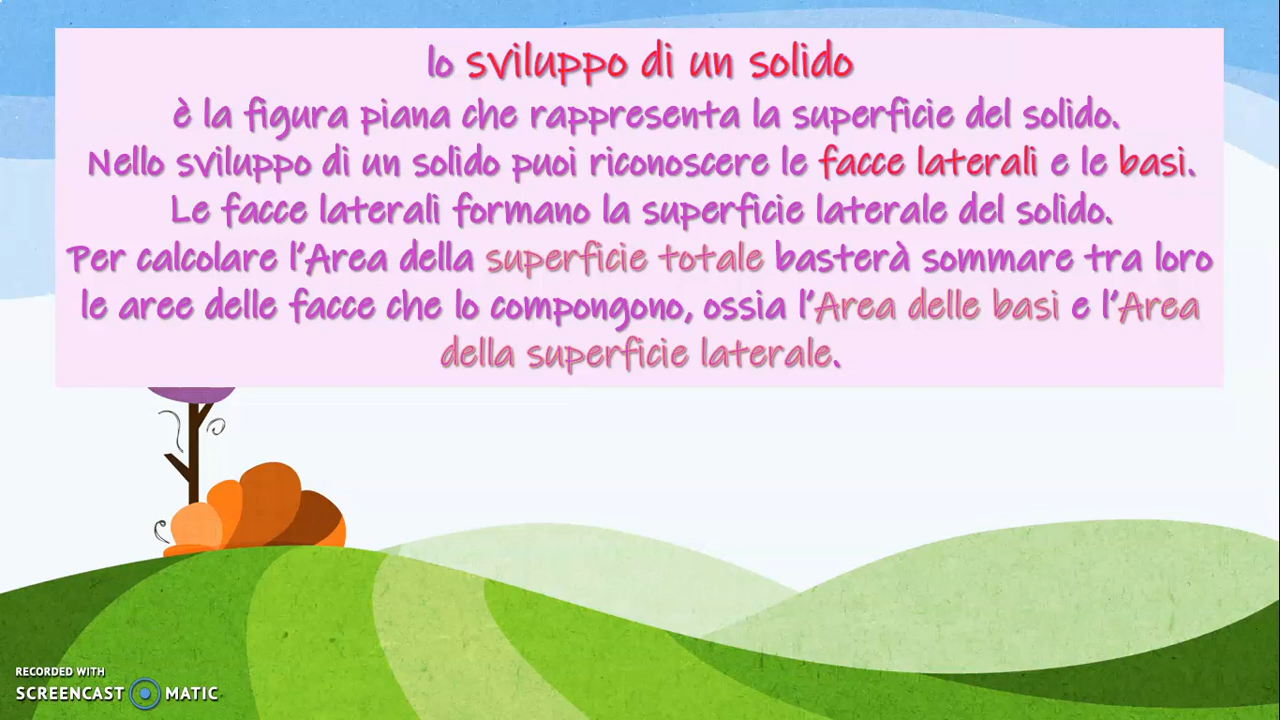 lo sviluppo di un solido
è la figura piana che rappresenta la superficie del solido.
Nello sviluppo di un solido puoi riconoscere le facce laterali e le basi.
Le facce laterali formano la superficie laterale del solido.
Per calcolare l'Area della superficie totale basterà sommare tra loro
le aree delle facce che lo compongono, ossia l'Area delle basi e l'Area
della superficie laterale.
RECORDED WITH
SCREENCAST MATIC